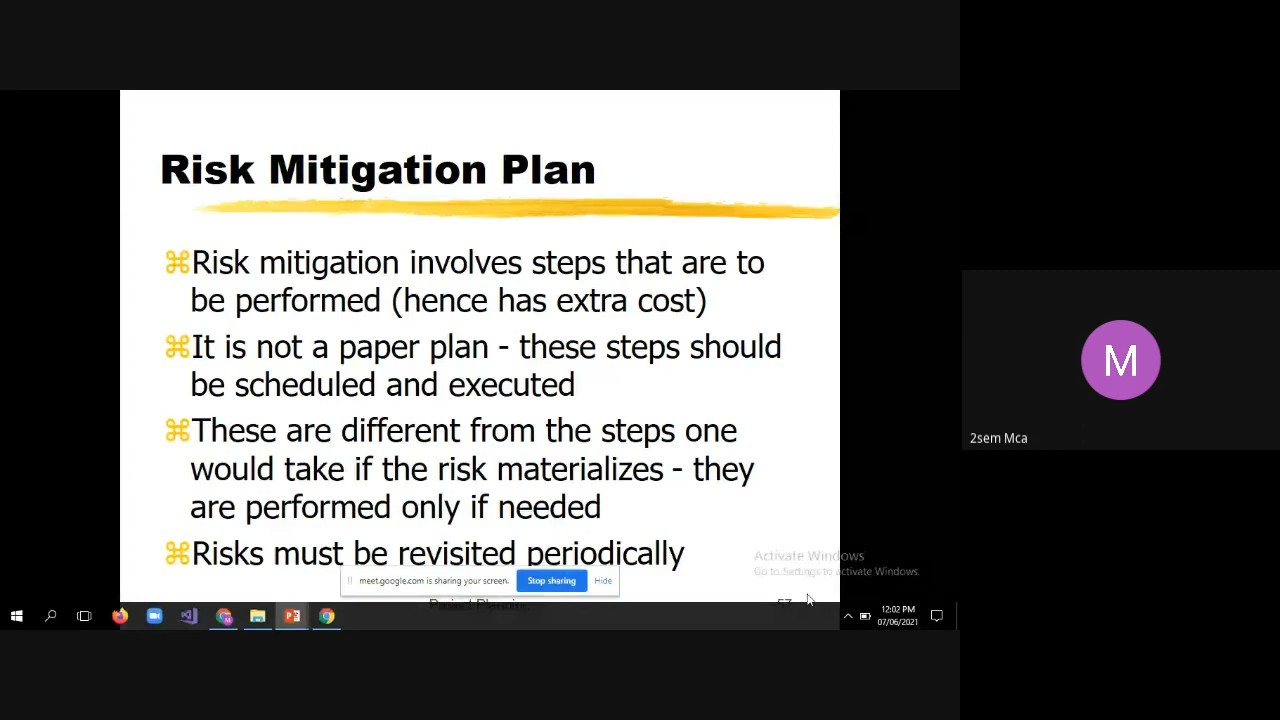 Risk Mitigation Plan
⌘Risk mitigation involves steps that are to
be performed (hence has extra cost)
⌘It is not a paper plan - these steps should
be scheduled and executed
⌘These are different from the steps one
would take if the risk materializes - they
are performed only if needed
⌘Risks must be revisited periodically
meet.google.com is sharing your screen.
Stop sharing
Hide
57
Activate Windows
Go to Settings to activate Windows.
12:02 PM
07/06/2021
M
2sem Mca